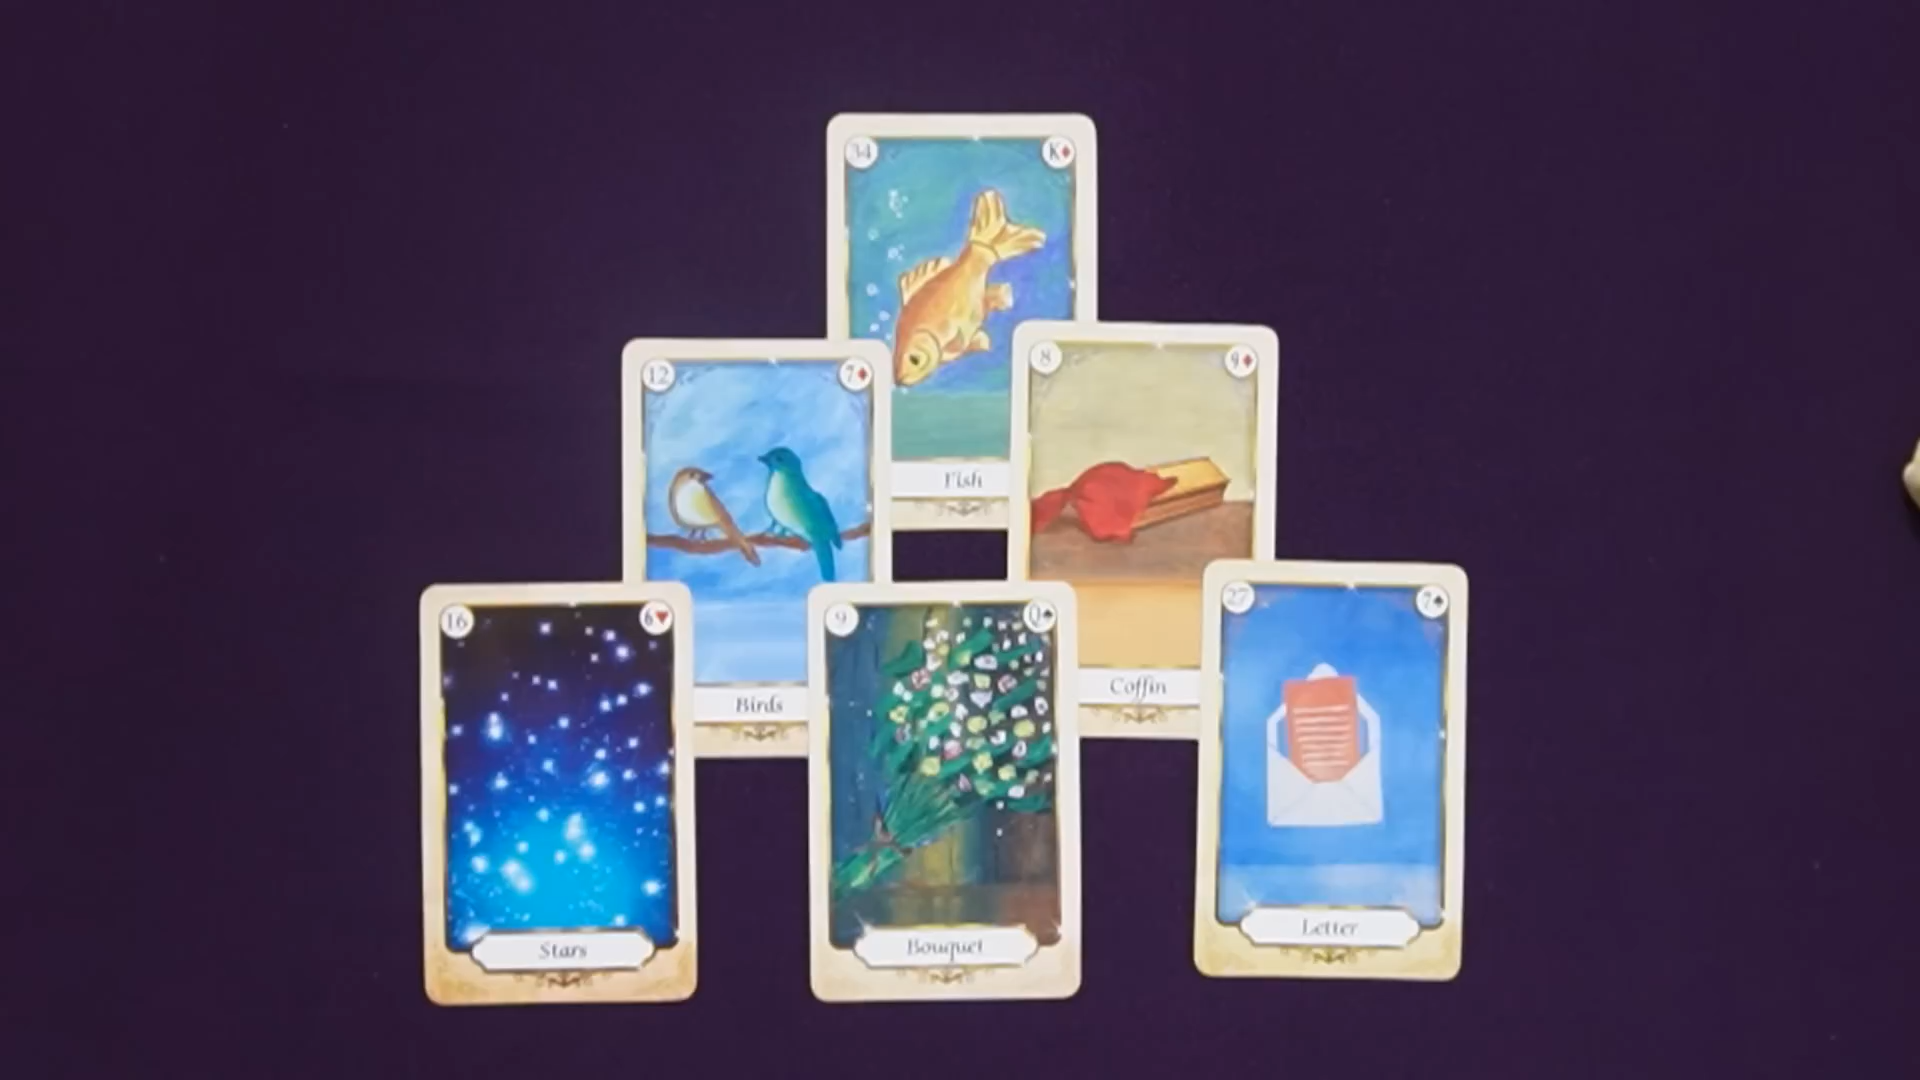 34 K♦
Fish
12 7♦
Birds
8 9♦
Coffin
16 6♥
Stars
9 Q♠
Bouquet
27 7♠
Letter